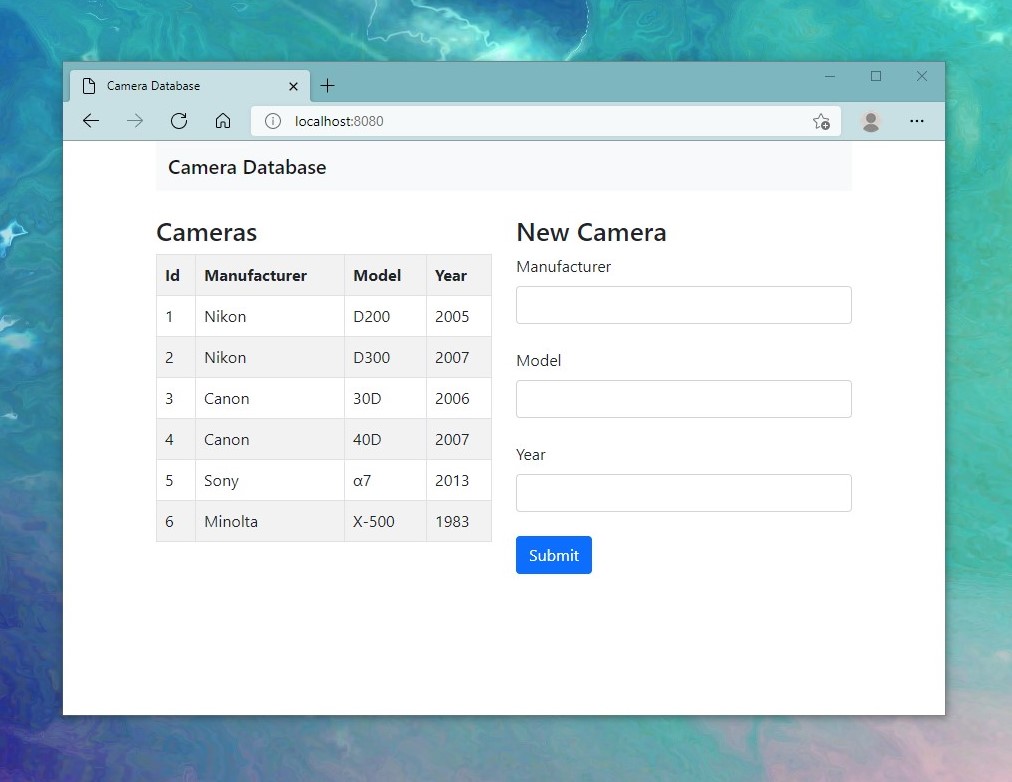 Camera Database
localhost:8080
Camera Database
Cameras
Id Manufacturer Model Year
1 Nikon D200 2005
2 Nikon D300 2007
3 Canon 30D 2006
4 Canon 40D 2007
5 Sony α7 2013
6 Minolta X-500 1983
New Camera
Manufacturer
Model
Year
Submit